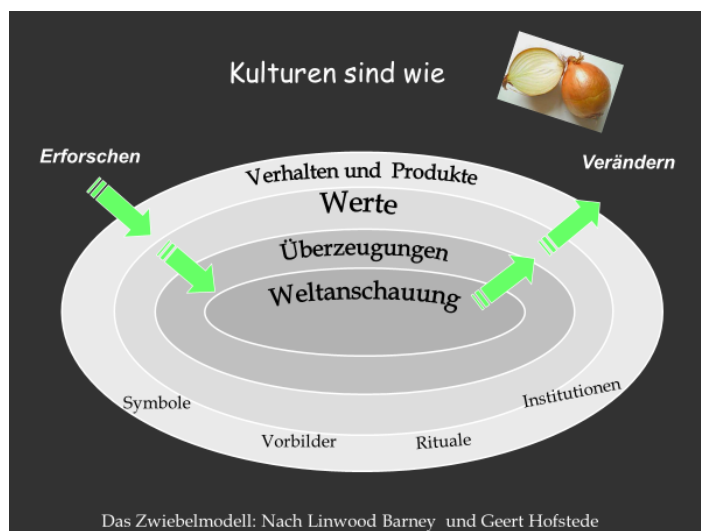 Kulturen sind wie
Erforschen
Verändern
Verhalten und Produkte
Werte
Überzeugungen
Weltanschauung
Symbole
Vorbilder
Rituale
Institutionen
Das Zwiebelmodell: Nach Linwood Barney und Geert Hofstede